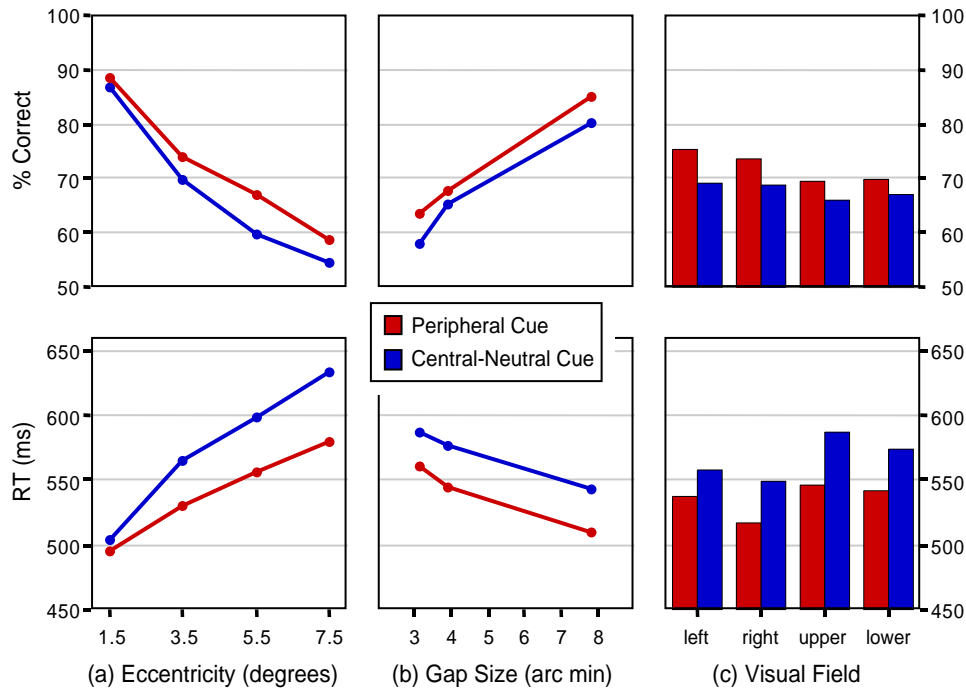 100
90
80
70
60
50
% Correct
100
90
80
70
60
50
Peripheral Cue
Central-Neutral Cue
650
600
550
500
450
RT (ms)
650
600
550
500
450
1.5 3.5 5.5 7.5
3 4 5 6 7 8
left right upper lower
(a) Eccentricity (degrees)
(b) Gap Size (arc min)
(c) Visual Field